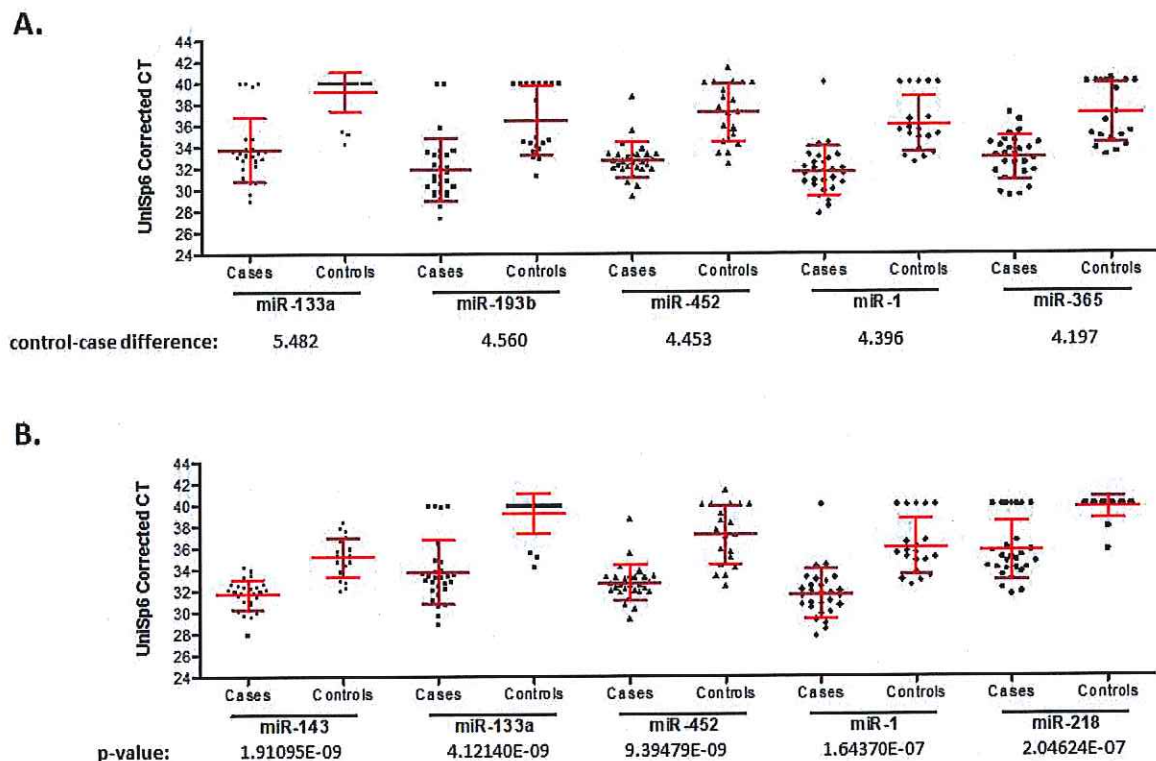 A.
UniSp6 Corrected CT
44
42
40
38
36
34
32
30
28
26
24
Cases Controls Cases Controls Cases Controls Cases Controls Cases Controls
miR-133a miR-193b miR-452 miR-1 miR-365
control-case difference: 5.482 4.560 4.453 4.396 4.197
B.
UniSp6 Corrected CT
44
42
40
38
36
34
32
30
28
26
24
Cases Controls Cases Controls Cases Controls Cases Controls Cases Controls
miR-143 miR-133a miR-452 miR-1 miR-218
p-value: 1.91095E-09 4.12140E-09 9.39479E-09 1.64370E-07 2.04624E-07